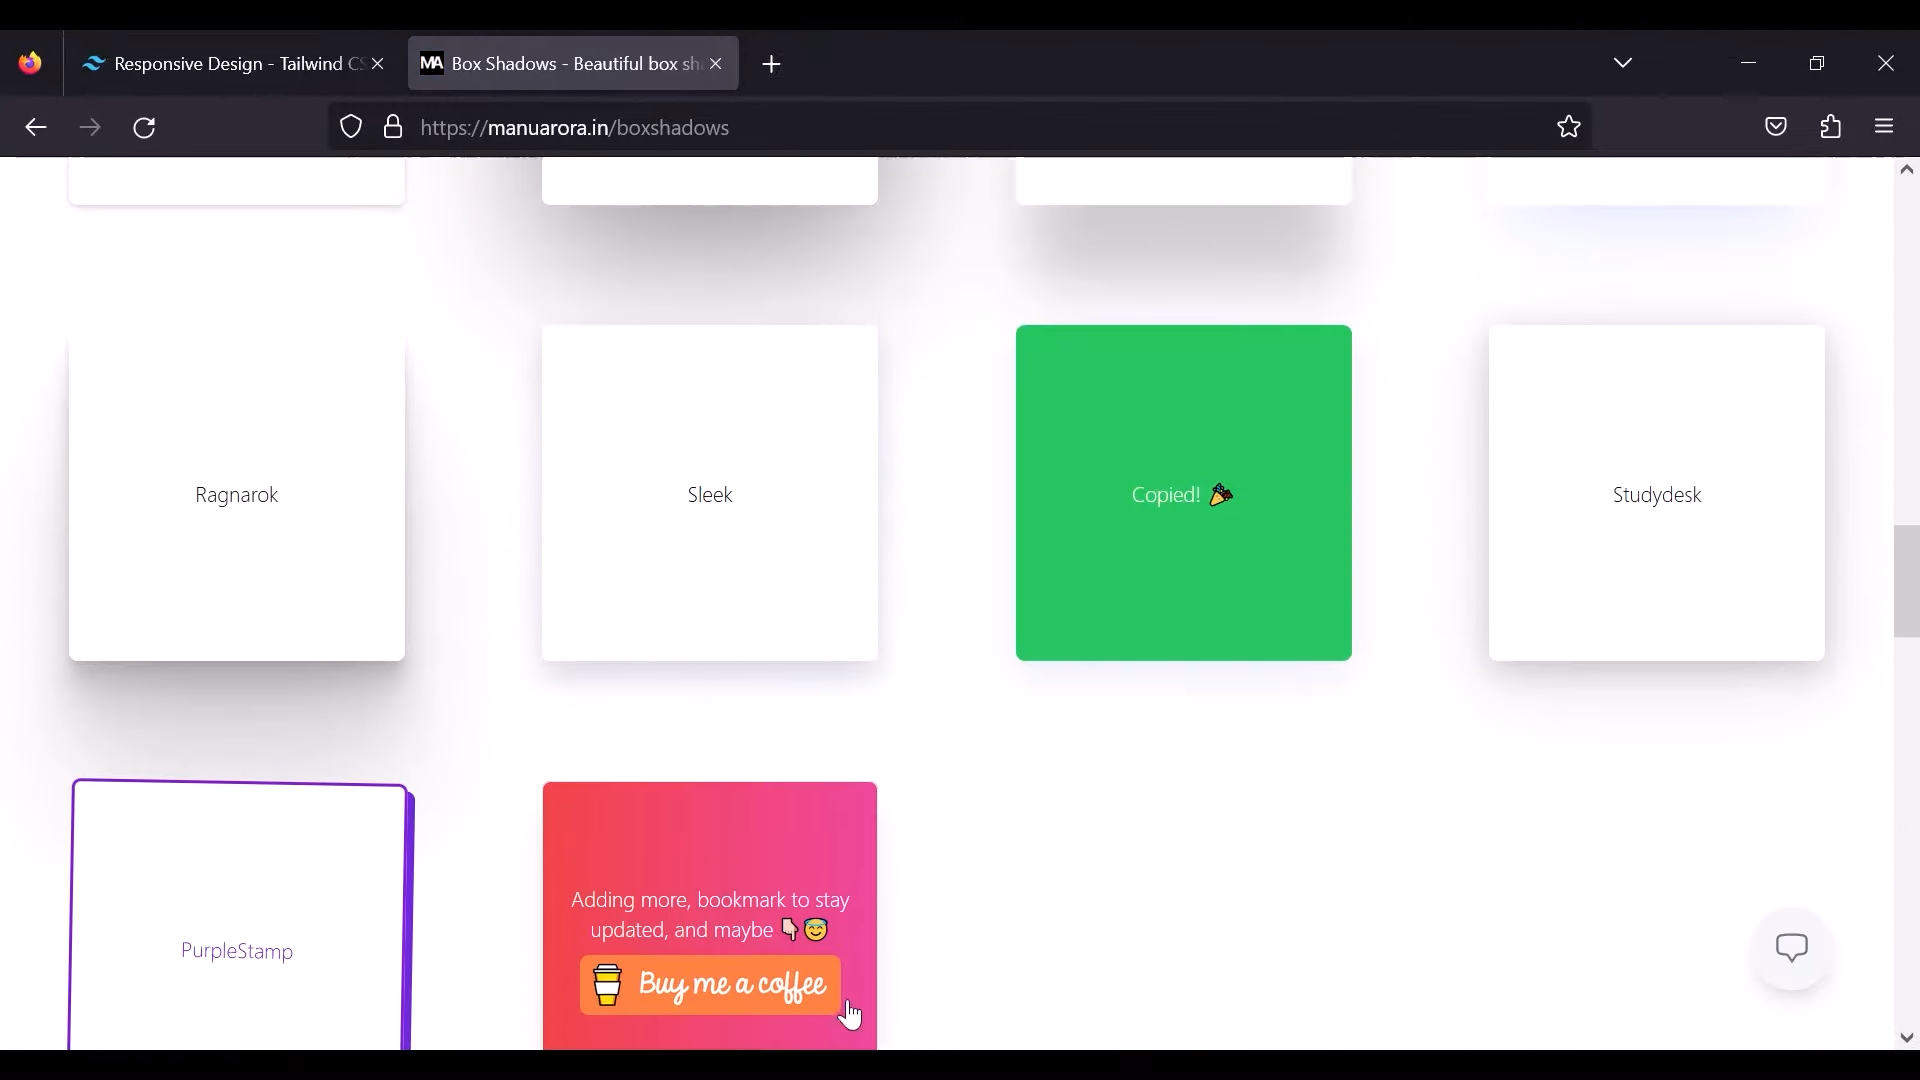 Responsive Design - Tailwind CS
Box Shadows - Beautiful box sh
https://manuarora.in/boxshadows
Ragnarok
Sleek
Copied! 🎉
Studydesk
PurpleStamp
Adding more, bookmark to stay
updated, and maybe 👇🏻😇
Buy me a coffee